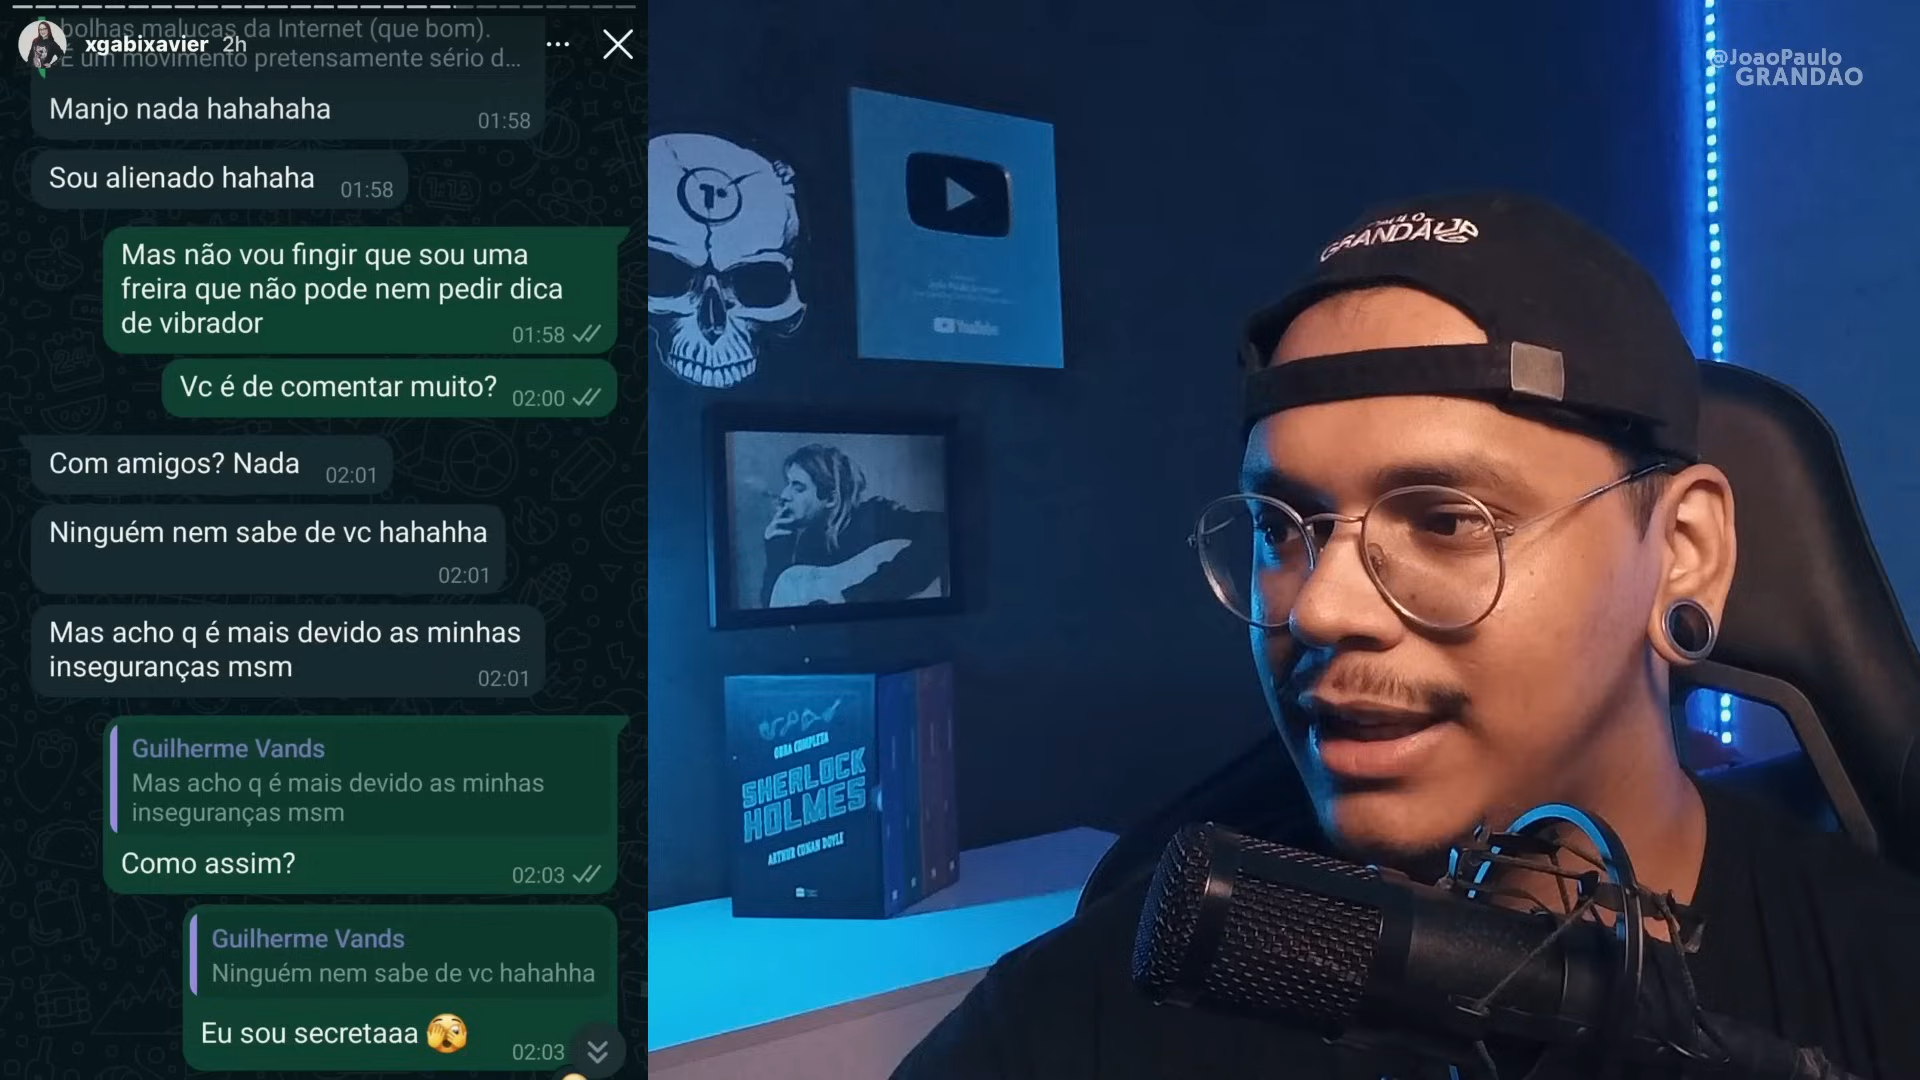 bolhas malucas da Internet (que bom).
xgabixavier 2h
É um movimento pretensamente sério d...
Manjo nada hahahaha
01:58
Sou alienado hahaha
01:58
Mas não vou fingir que sou uma
freira que não pode nem pedir dica
de vibrador
01:58
Vc é de comentar muito?
02:00
Com amigos? Nada
02:01
Ninguém nem sabe de vc hahahha
02:01
Mas acho q é mais devido as minhas
inseguranças msm
02:01
Guilherme Vands
Mas acho q é mais devido as minhas
inseguranças msm
Como assim?
02:03
Guilherme Vands
Ninguém nem sabe de vc hahahha
Eu sou secretaaa 🫣
02:03
@JoaoPaulo
GRANDAO
YouTube
OBRA COMPLETA
SHERLOCK
HOLMES
ARTHUR CONAN DOYLE